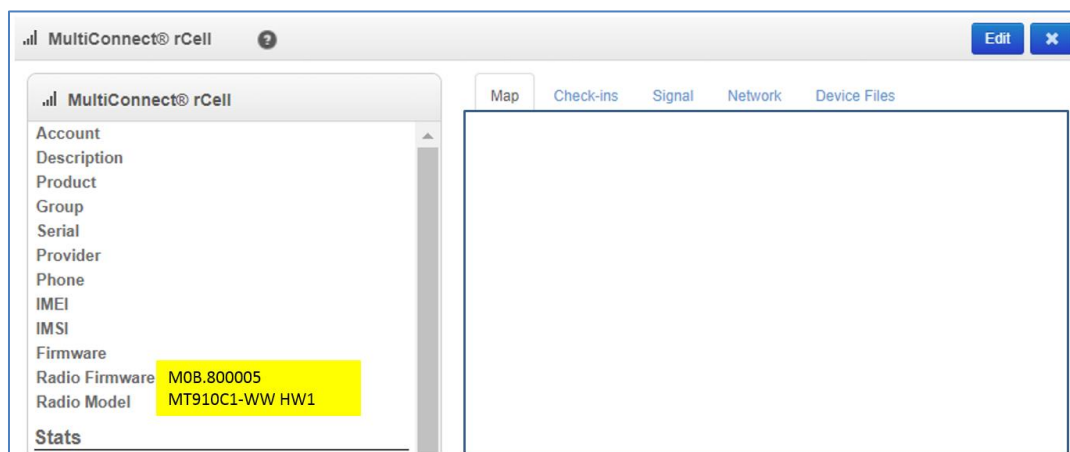 MultiConnect® rCell ?
Edit ×
MultiConnect® rCell
Map Check-ins Signal Network Device Files
Account
Description
Product
Group
Serial
Provider
Phone
IMEI
IMSI
Firmware
Radio Firmware M0B.800005
Radio Model MT910C1-WW HW1
Stats